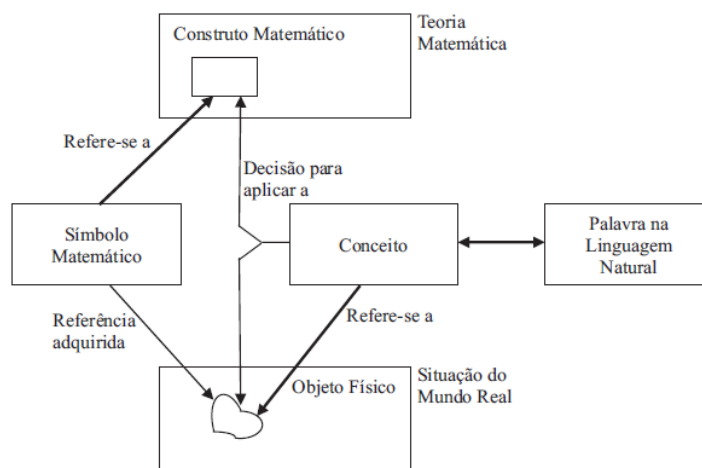 Construto Matemático
Teoria
Matemática
Refere-se a
Decisão para
aplicar a
Símbolo
Matemático
Conceito
Palavra na
Linguagem
Natural
Referência
adquirida
Refere-se a
Objeto Físico
Situação do
Mundo Real